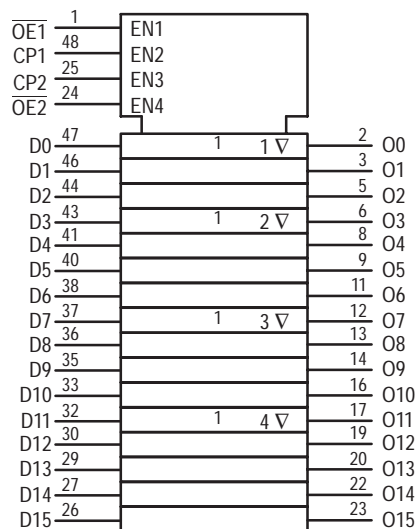 OE1 1 EN1
CP1 48 EN2
CP2 25 EN3
OE2 24 EN4
D0 47 1 1 ∇ 2 O0
D1 46 3 O1
D2 44 5 O2
D3 43 1 2 ∇ 6 O3
D4 41 8 O4
D5 40 9 O5
D6 38 11 O6
D7 37 1 3 ∇ 12 O7
D8 36 13 O8
D9 35 14 O9
D10 33 16 O10
D11 32 1 4 ∇ 17 O11
D12 30 19 O12
D13 29 20 O13
D14 27 22 O14
D15 26 23 O15